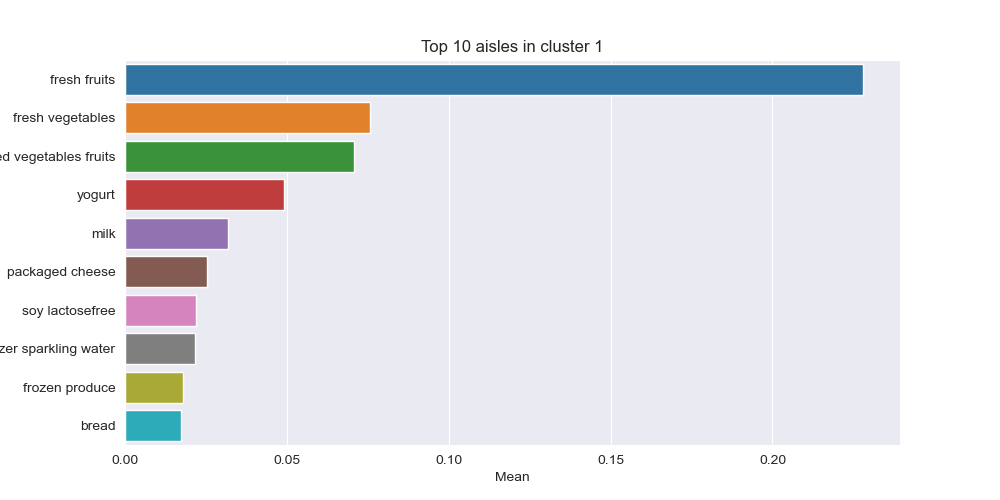 Top 10 aisles in cluster 1
fresh fruits
fresh vegetables
ed vegetables fruits
yogurt
milk
packaged cheese
soy lactosefree
zer sparkling water
frozen produce
bread
0.00 0.05 0.10 0.15 0.20
Mean